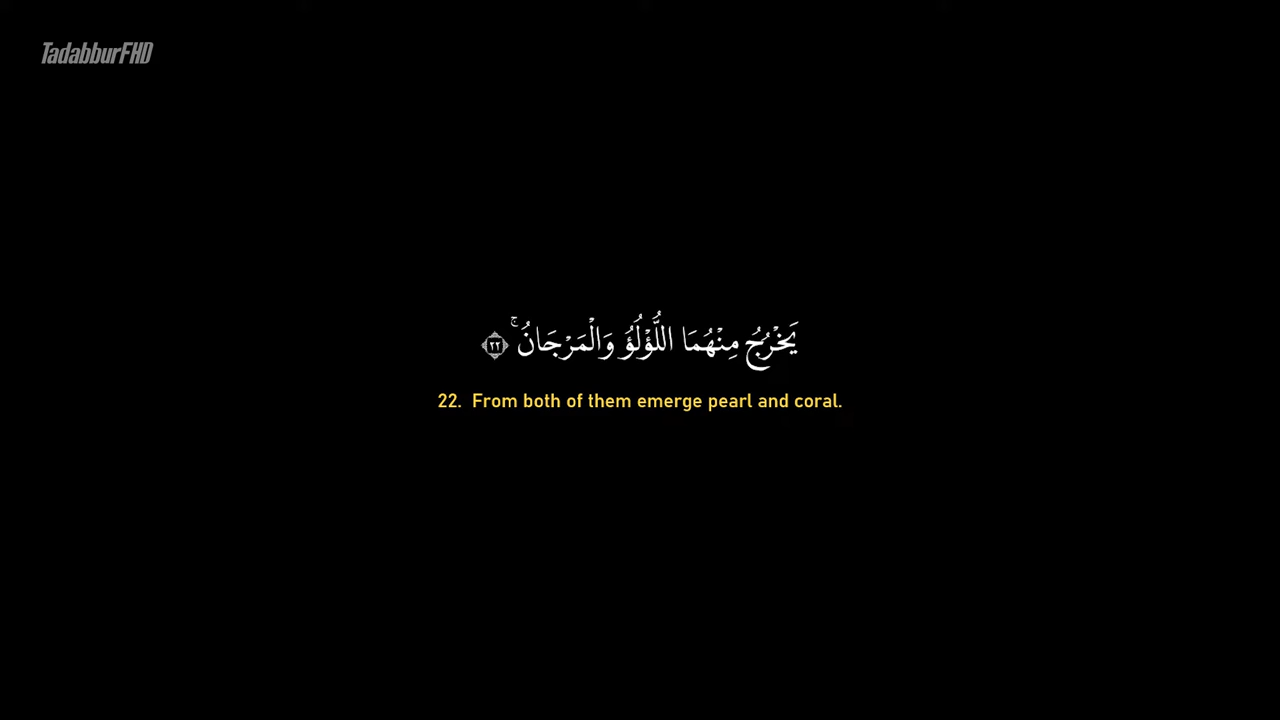 TadabburFHD
يَخْرُجُ مِنْهُمَا اللُّؤْلُؤُ وَالْمَرْجَانُۚ ٢٢
22. From both of them emerge pearl and coral.